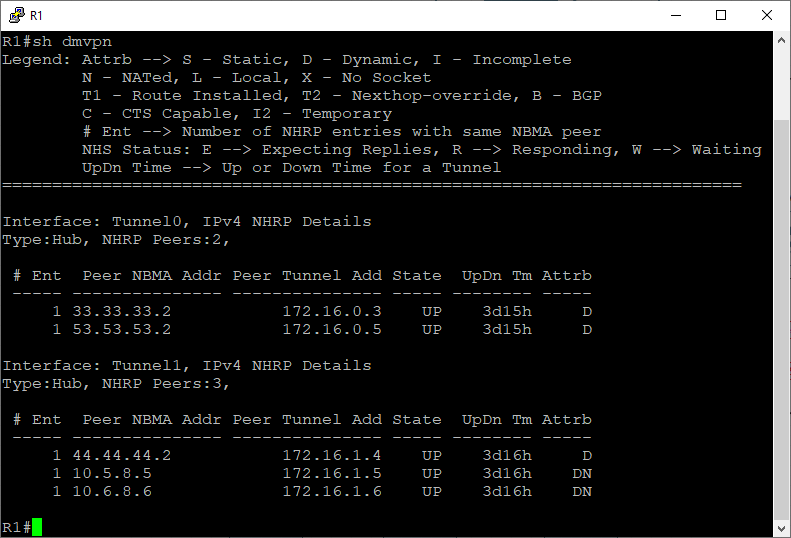 R1
R1#sh dmvpn
Legend: Attrb --> S - Static, D - Dynamic, I - Incomplete
        N - NATed, L - Local, X - No Socket
        T1 - Route Installed, T2 - Nexthop-override, B - BGP
        C - CTS Capable, I2 - Temporary
        # Ent --> Number of NHRP entries with same NBMA peer
        NHS Status: E --> Expecting Replies, R --> Responding, W --> Waiting
        UpDn Time --> Up or Down Time for a Tunnel
==========================================================================
Interface: Tunnel0, IPv4 NHRP Details
Type:Hub, NHRP Peers:2,
 # Ent  Peer NBMA Addr Peer Tunnel Add State  UpDn Tm Attrb
 ----- --------------- --------------- ----- -------- -----
     1 33.33.33.2           172.16.0.3    UP    3d15h     D
     1 53.53.53.2           172.16.0.5    UP    3d15h     D
Interface: Tunnel1, IPv4 NHRP Details
Type:Hub, NHRP Peers:3,
 # Ent  Peer NBMA Addr Peer Tunnel Add State  UpDn Tm Attrb
 ----- --------------- --------------- ----- -------- -----
     1 44.44.44.2           172.16.1.4    UP    3d16h     D
     1 10.5.8.5             172.16.1.5    UP    3d16h    DN
     1 10.6.8.6             172.16.1.6    UP    3d16h    DN
R1#